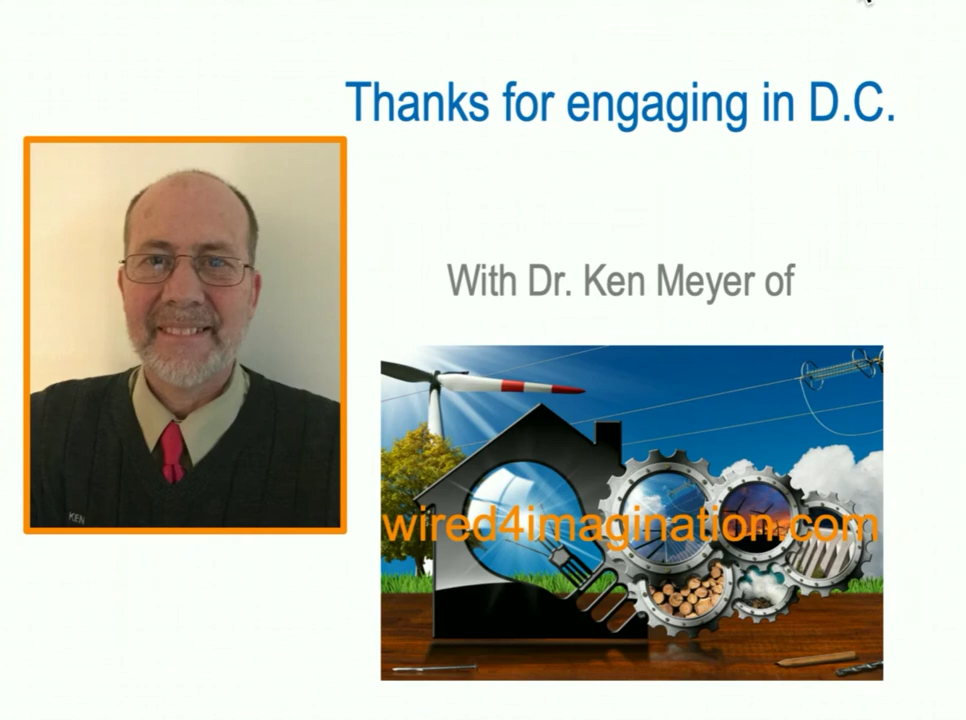 Thanks for engaging in D.C.
With Dr. Ken Meyer of
wired4imagination.com
KEN